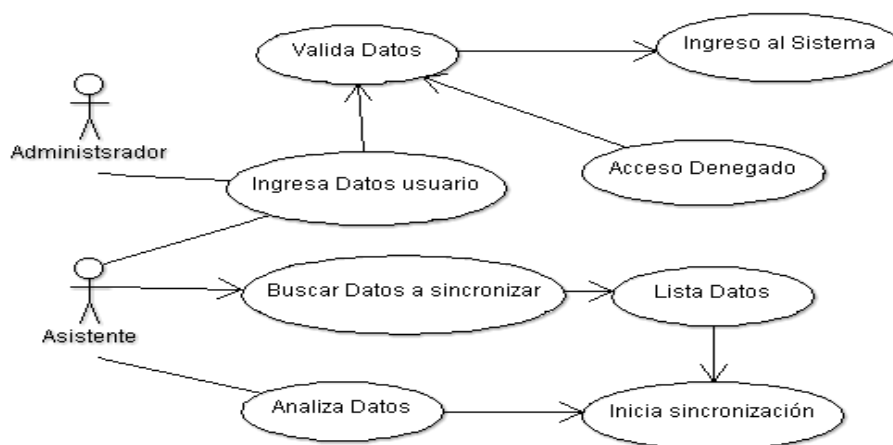 Valida Datos
Ingreso al Sistema
Administsrador
Ingresa Datos usuario
Acceso Denegado
Asistente
Buscar Datos a sincronizar
Lista Datos
Analiza Datos
Inicia sincronización